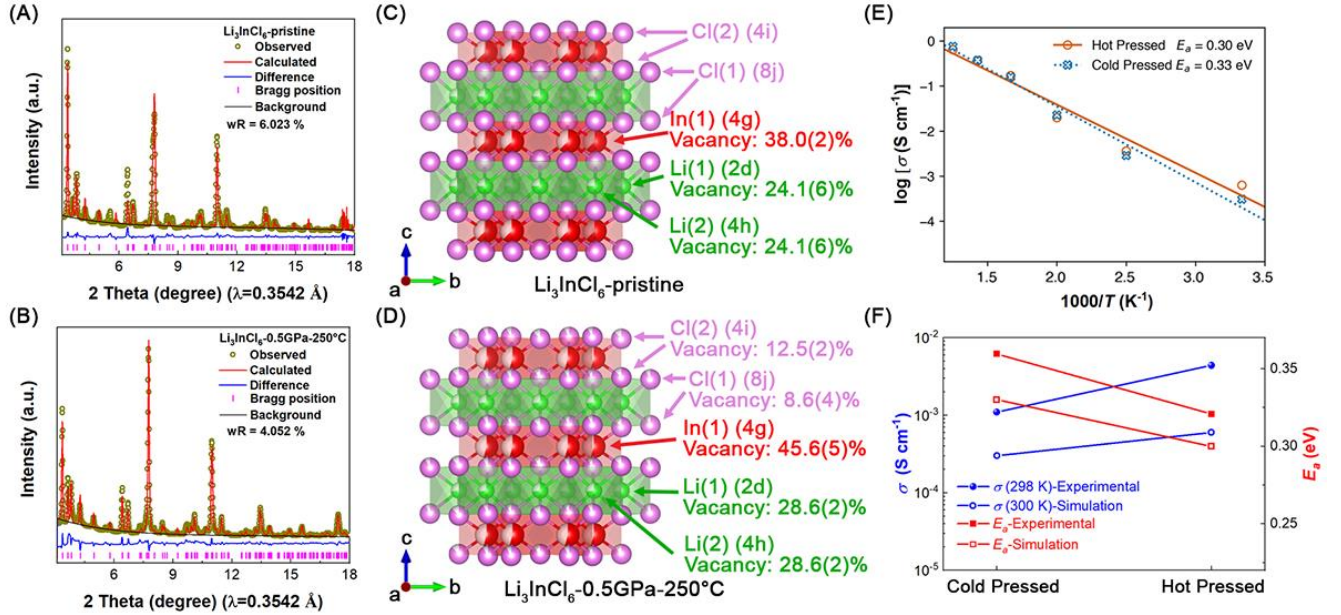 (A)
Li₃InCl₆-pristine
Observed
Calculated
Difference
Bragg position
Background
wR = 6.023 %
Intensity (a.u.)
6 9 12 15 18
2 Theta (degree) (λ=0.3542 Å)
(B)
Li₃InCl₆-0.5GPa-250°C
Observed
Calculated
Difference
Bragg position
Background
wR = 4.052 %
Intensity (a.u.)
3 6 9 12 15 18
2 Theta (degree) (λ=0.3542 Å)
(C)
Cl(2) (4i)
Cl(1) (8j)
In(1) (4g)
Vacancy: 38.0(2)%
Li(1) (2d)
Vacancy: 24.1(6)%
Li(2) (4h)
Vacancy: 24.1(6)%
c
a b
Li₃InCl₆-pristine
(D)
Cl(2) (4i)
Vacancy: 12.5(2)%
Cl(1) (8j)
Vacancy: 8.6(4)%
In(1) (4g)
Vacancy: 45.6(5)%
Li(1) (2d)
Vacancy: 28.6(2)%
Li(2) (4h)
Vacancy: 28.6(2)%
c
a b
Li₃InCl₆-0.5GPa-250°C
(E)
Hot Pressed Eₐ = 0.30 eV
Cold Pressed Eₐ = 0.33 eV
log [σ (S cm⁻¹)]
0
-1
-2
-3
-4
1.5 2.0 2.5 3.0 3.5
1000/T (K⁻¹)
(F)
10⁻²
10⁻³
10⁻⁴
10⁻⁵
σ (S cm⁻¹)
σ (298 K)-Experimental
σ (300 K)-Simulation
Eₐ-Experimental
Eₐ-Simulation
0.35
0.30
0.25
Eₐ (eV)
Cold Pressed Hot Pressed